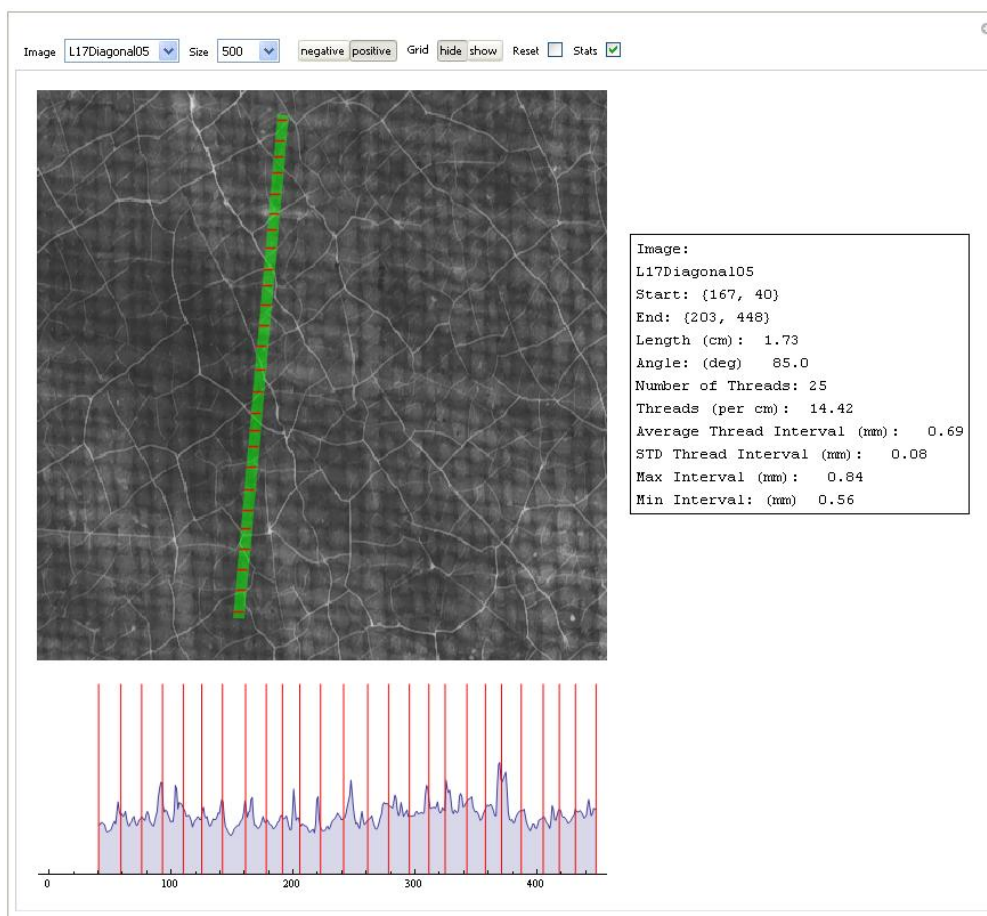 Image L17Diagonal05 Size 500 negative positive Grid hide show Reset Stats
Image:
L17Diagonal05
Start: {167, 40}
End: {203, 448}
Length (cm): 1.73
Angle: (deg) 85.0
Number of Threads: 25
Threads (per cm): 14.42
Average Thread Interval (mm): 0.69
STD Thread Interval (mm): 0.08
Max Interval (mm): 0.84
Min Interval: (mm) 0.56
0 100 200 300 400